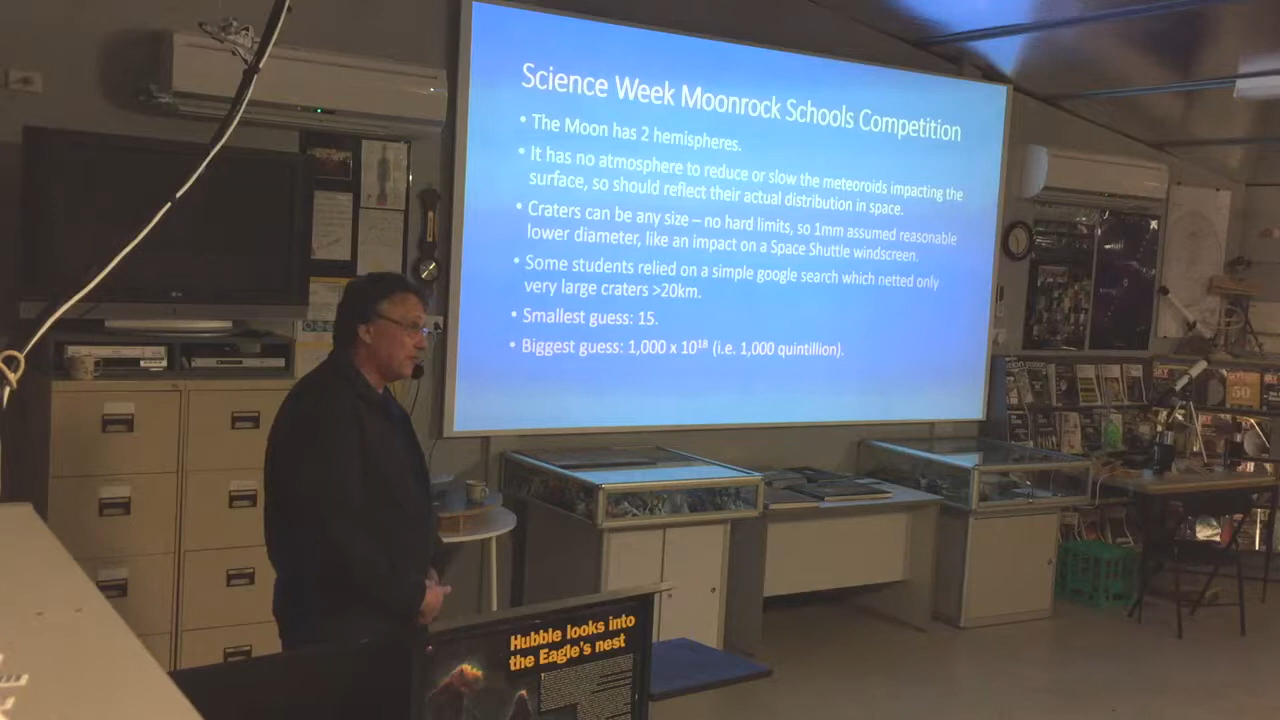 Science Week Moonrock Schools Competition
• The Moon has 2 hemispheres.
• It has no atmosphere to reduce or slow the meteoroids impacting the
surface, so should reflect their actual distribution in space.
• Craters can be any size – no hard limits, so 1mm assumed reasonable
lower diameter, like an impact on a Space Shuttle windscreen.
• Some students relied on a simple google search which netted only
very large craters >20km.
• Smallest guess: 15.
• Biggest guess: 1,000 x 10¹⁸ (i.e. 1,000 quintillion).
Hubble looks into
the Eagle's nest
50